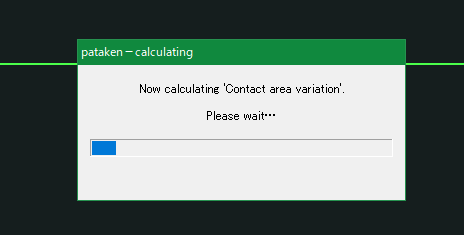 pataken－calculating
Now calculating 'Contact area variation'.
Please wait…